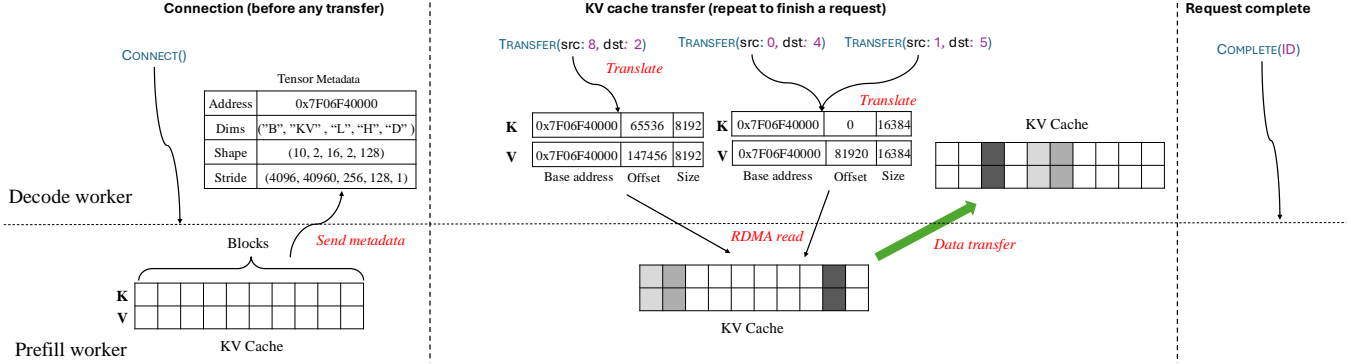 Connection (before any transfer)
KV cache transfer (repeat to finish a request)
Request complete
CONNECT()
Tensor Metadata
Address 0x7F06F40000
Dims ("B", "KV" , "L", "H", "D" )
Shape (10, 2, 16, 2, 128)
Stride (4096, 40960, 256, 128, 1)
Decode worker
Send metadata
Blocks
K
V
KV Cache
Prefill worker
TRANSFER(src: 8, dst: 2)
TRANSFER(src: 0, dst: 4)
TRANSFER(src: 1, dst: 5)
Translate
Translate
K 0x7F06F40000 65536 8192
V 0x7F06F40000 147456 8192
Base address Offset Size
K 0x7F06F40000 0 16384
V 0x7F06F40000 81920 16384
Base address Offset Size
KV Cache
RDMA read
Data transfer
KV Cache
COMPLETE(ID)